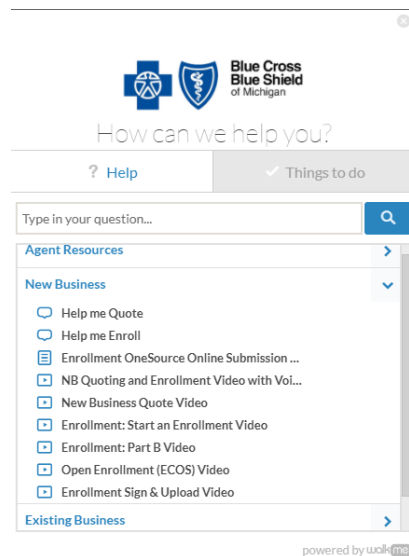 Blue Cross
Blue Shield
of Michigan
How can we help you?
? Help
Things to do
Type in your question...
Agent Resources
New Business
Help me Quote
Help me Enroll
Enrollment OneSource Online Submission ...
NB Quoting and Enrollment Video with Voi...
New Business Quote Video
Enrollment: Start an Enrollment Video
Enrollment: Part B Video
Open Enrollment (ECOS) Video
Enrollment Sign & Upload Video
Existing Business
powered by walkme